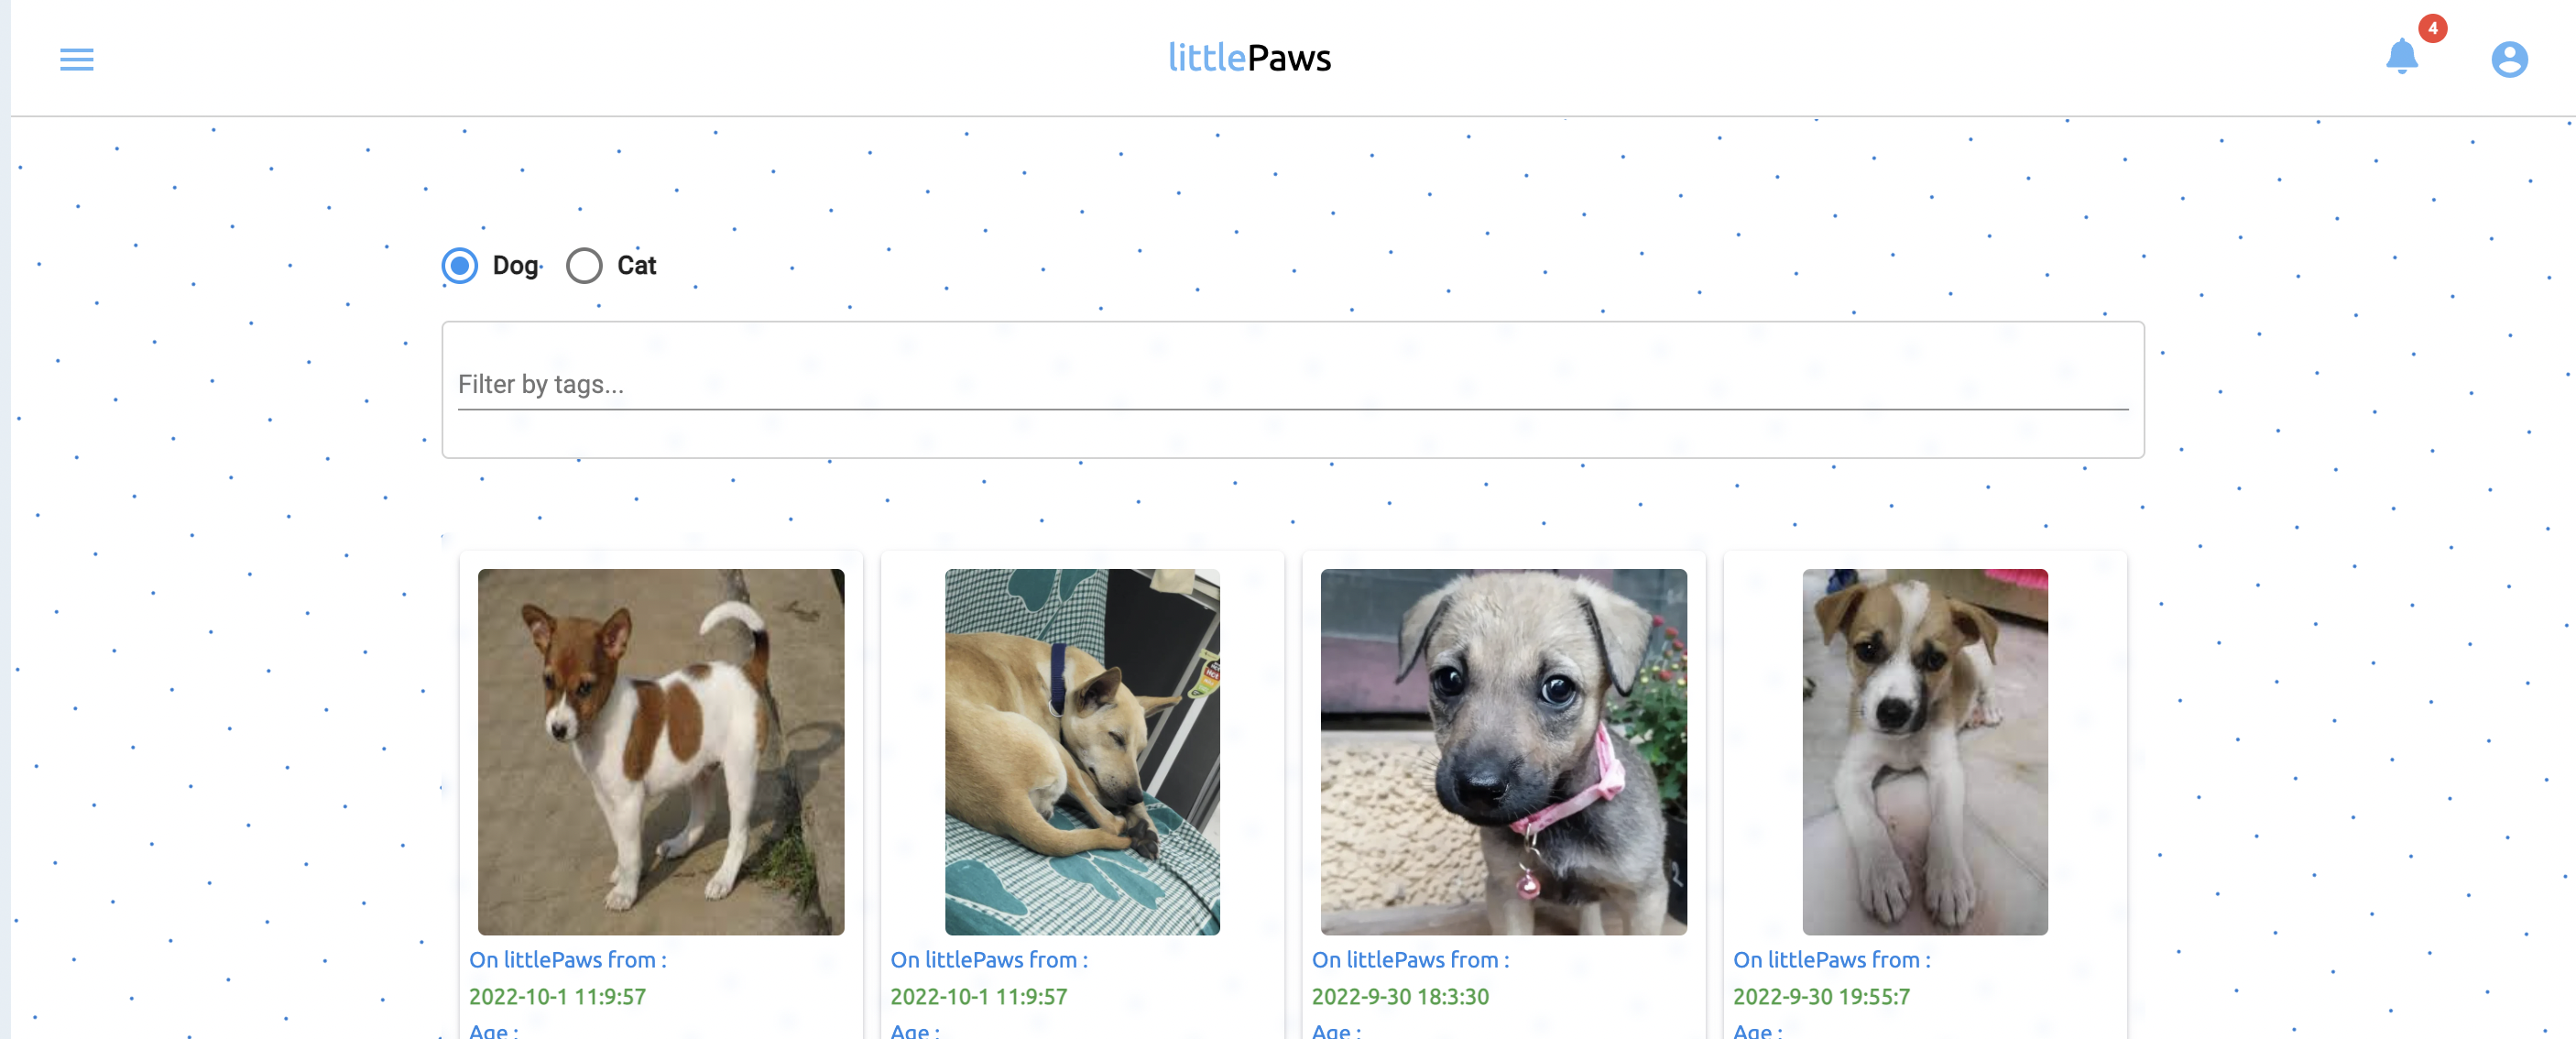 littlePaws
4
Dog
Cat
Filter by tags...
On littlePaws from :
2022-10-1 11:9:57
Age :
On littlePaws from :
2022-10-1 11:9:57
Age :
On littlePaws from :
2022-9-30 18:3:30
Age :
On littlePaws from :
2022-9-30 19:55:7
Age :